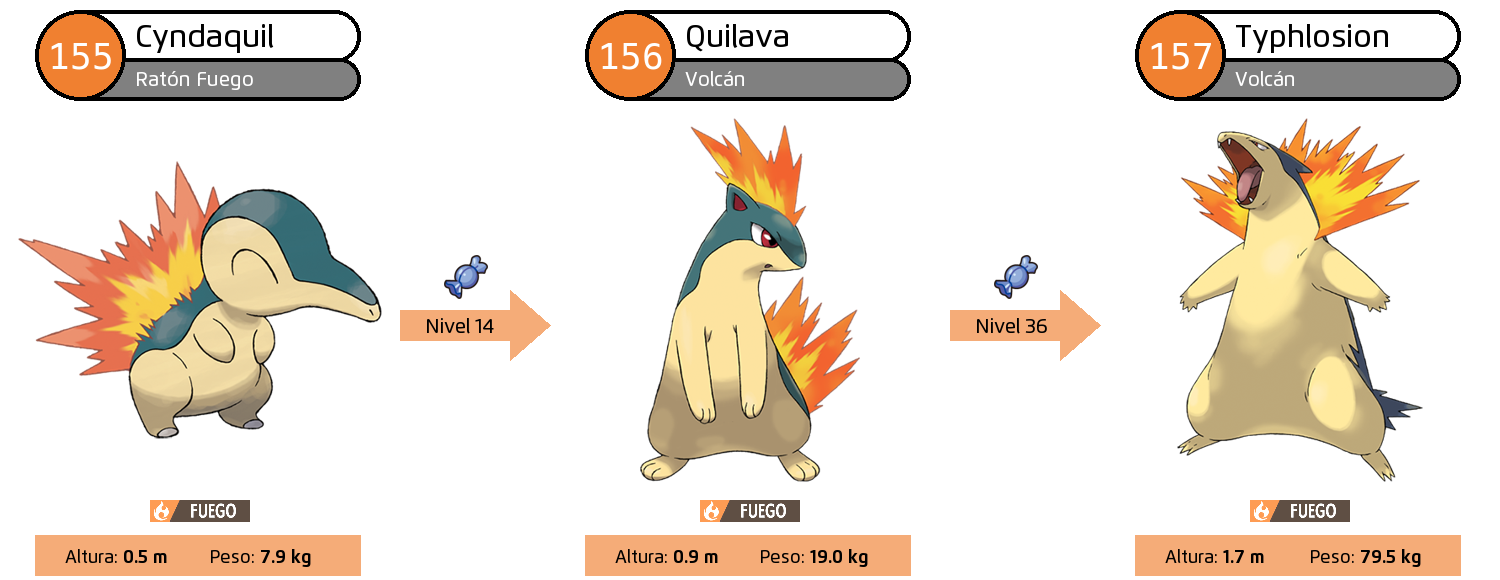 155
Cyndaquil
Ratón Fuego
156
Quilava
Volcán
157
Typhlosion
Volcán
Nivel 14
Nivel 36
FUEGO
FUEGO
FUEGO
Altura: 0.5 m Peso: 7.9 kg
Altura: 0.9 m Peso: 19.0 kg
Altura: 1.7 m Peso: 79.5 kg